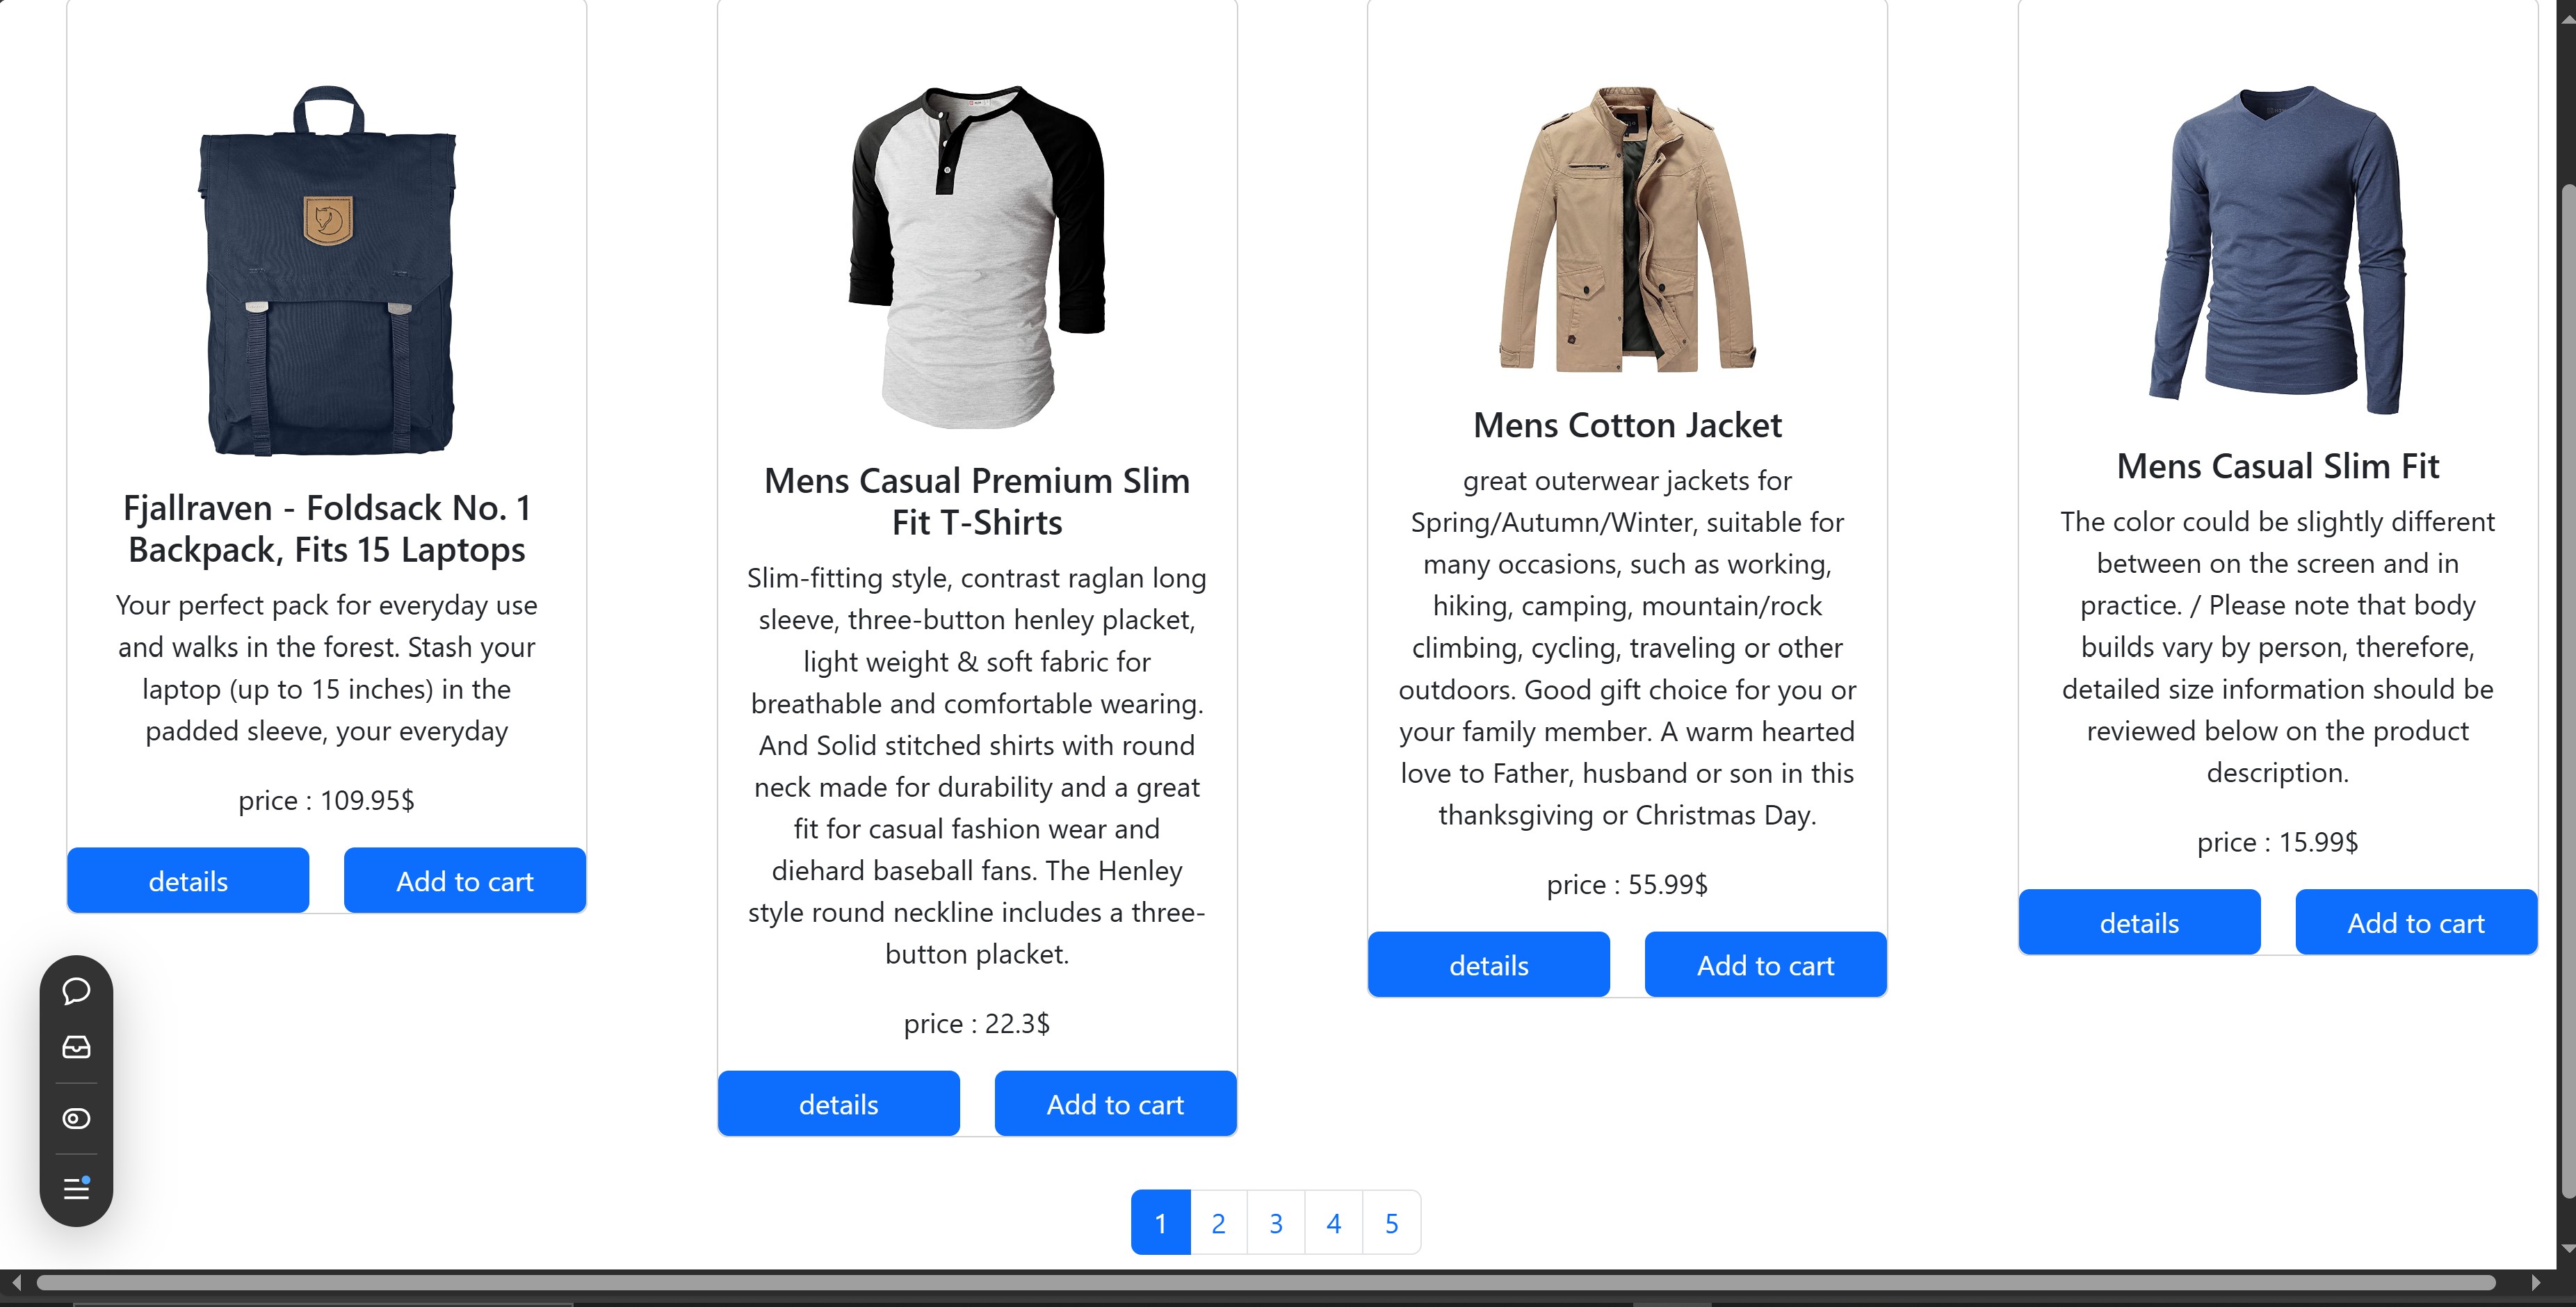 Fjallraven - Foldsack No. 1
Backpack, Fits 15 Laptops
Your perfect pack for everyday use
and walks in the forest. Stash your
laptop (up to 15 inches) in the
padded sleeve, your everyday
price : 109.95$
details
Add to cart
Mens Casual Premium Slim
Fit T-Shirts
Slim-fitting style, contrast raglan long
sleeve, three-button henley placket,
light weight & soft fabric for
breathable and comfortable wearing.
And Solid stitched shirts with round
neck made for durability and a great
fit for casual fashion wear and
diehard baseball fans. The Henley
style round neckline includes a three-
button placket.
price : 22.3$
details
Add to cart
Mens Cotton Jacket
great outerwear jackets for
Spring/Autumn/Winter, suitable for
many occasions, such as working,
hiking, camping, mountain/rock
climbing, cycling, traveling or other
outdoors. Good gift choice for you or
your family member. A warm hearted
love to Father, husband or son in this
thanksgiving or Christmas Day.
price : 55.99$
details
Add to cart
Mens Casual Slim Fit
The color could be slightly different
between on the screen and in
practice. / Please note that body
builds vary by person, therefore,
detailed size information should be
reviewed below on the product
description.
price : 15.99$
details
Add to cart
1 2 3 4 5